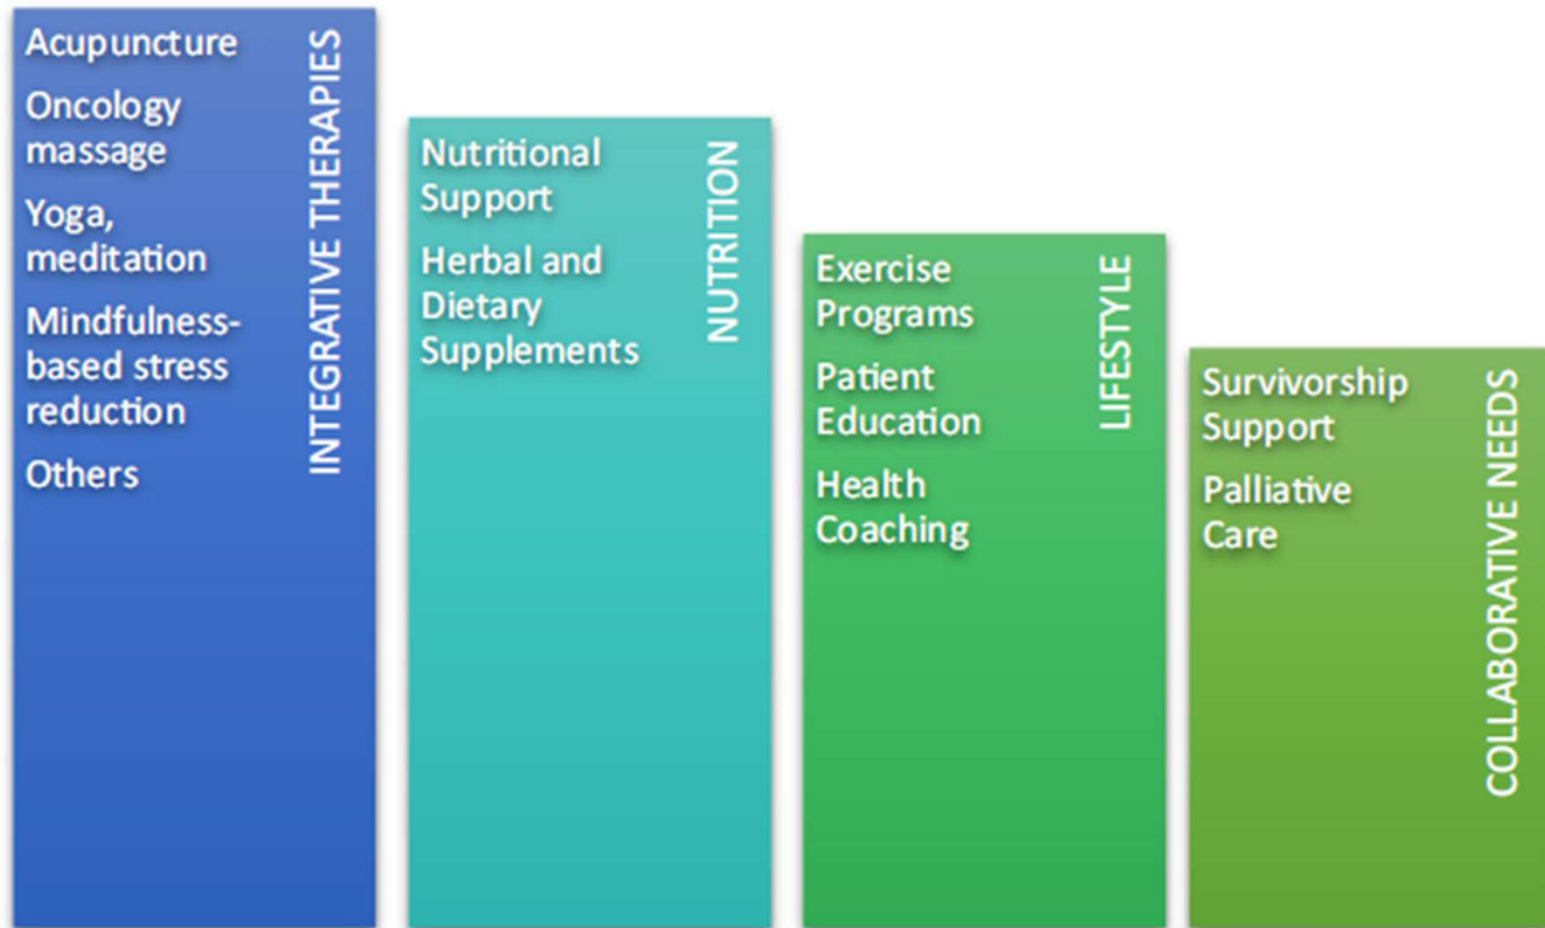 Acupuncture
Oncology
massage
Yoga,
meditation
Mindfulness-
based stress
reduction
Others
INTEGRATIVE THERAPIES
Nutritional
Support
Herbal and
Dietary
Supplements
NUTRITION
Exercise
Programs
Patient
Education
Health
Coaching
LIFESTYLE
Survivorship
Support
Palliative
Care
COLLABORATIVE NEEDS